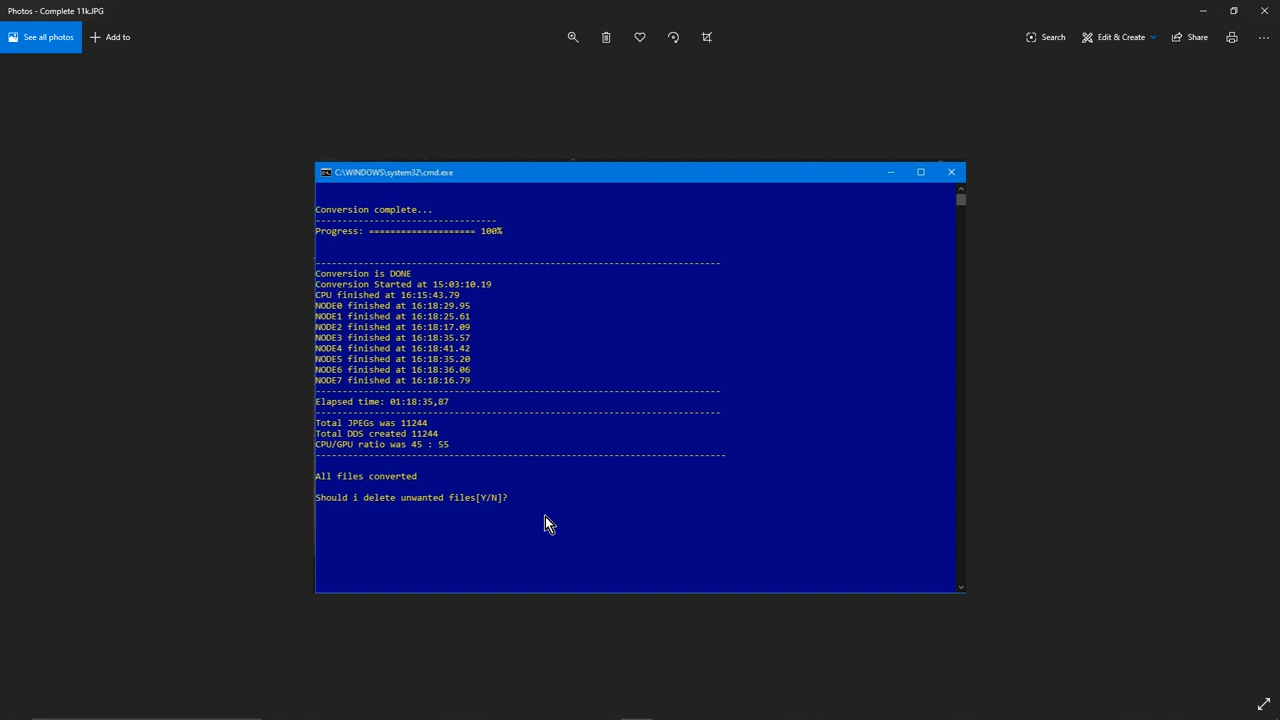 Photos - Complete 11k.JPG
See all photos
Add to
Search
Edit & Create
Share
C:\WINDOWS\system32\cmd.exe
Conversion complete...
----------------------------------
Progress: ==================== 100%
----------------------------------------------------------------------------
Conversion is DONE
Conversion Started at 15:03:10.19
CPU finished at 16:15:43.79
NODE0 finished at 16:18:29.95
NODE1 finished at 16:18:25.61
NODE2 finished at 16:18:17.09
NODE3 finished at 16:18:35.57
NODE4 finished at 16:18:41.42
NODE5 finished at 16:18:35.20
NODE6 finished at 16:18:36.06
NODE7 finished at 16:18:16.79
----------------------------------------------------------------------------
Elapsed time: 01:18:35,87
----------------------------------------------------------------------------
Total JPEGs was 11244
Total DDS created 11244
CPU/GPU ratio was 45 : 55
-----------------------------------------------------------------------------
All files converted
Should i delete unwanted files[Y/N]?